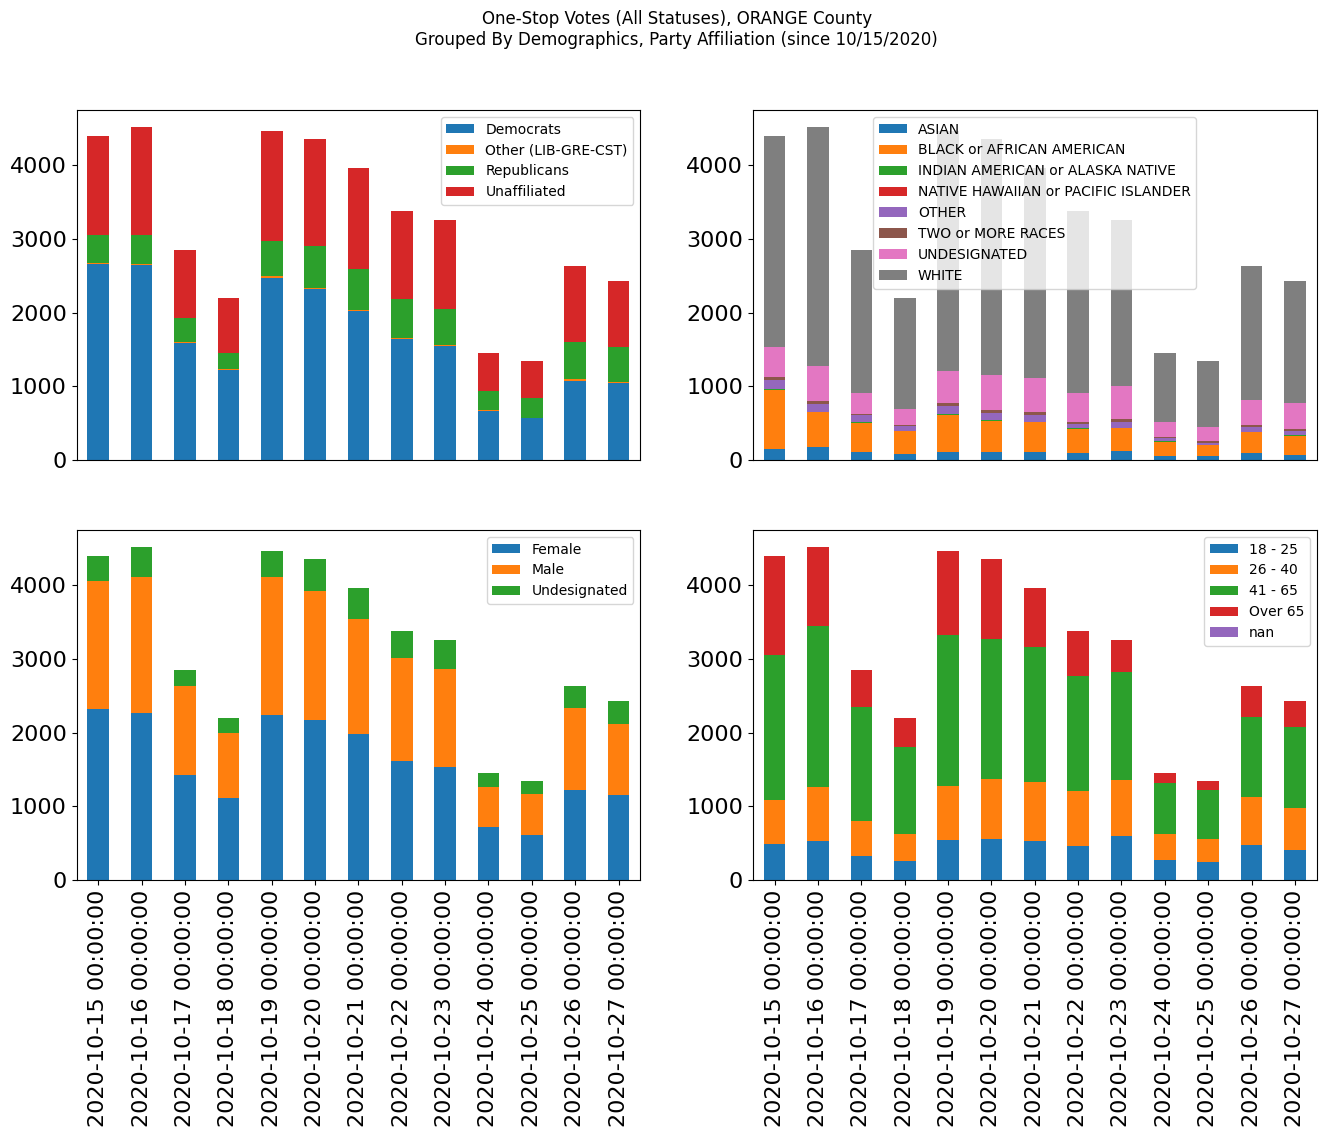 One-Stop Votes (All Statuses), ORANGE County
Grouped By Demographics, Party Affiliation (since 10/15/2020)
4000
3000
2000
1000
0
Democrats
Other (LIB-GRE-CST)
Republicans
Unaffiliated
4000
3000
2000
1000
0
ASIAN
BLACK or AFRICAN AMERICAN
INDIAN AMERICAN or ALASKA NATIVE
NATIVE HAWAIIAN or PACIFIC ISLANDER
OTHER
TWO or MORE RACES
UNDESIGNATED
WHITE
4000
3000
2000
1000
0
Female
Male
Undesignated
2020-10-15 00:00:00
2020-10-16 00:00:00
2020-10-17 00:00:00
2020-10-18 00:00:00
2020-10-19 00:00:00
2020-10-20 00:00:00
2020-10-21 00:00:00
2020-10-22 00:00:00
2020-10-23 00:00:00
2020-10-24 00:00:00
2020-10-25 00:00:00
2020-10-26 00:00:00
2020-10-27 00:00:00
4000
3000
2000
1000
0
18 - 25
26 - 40
41 - 65
Over 65
nan
2020-10-15 00:00:00
2020-10-16 00:00:00
2020-10-17 00:00:00
2020-10-18 00:00:00
2020-10-19 00:00:00
2020-10-20 00:00:00
2020-10-21 00:00:00
2020-10-22 00:00:00
2020-10-23 00:00:00
2020-10-24 00:00:00
2020-10-25 00:00:00
2020-10-26 00:00:00
2020-10-27 00:00:00